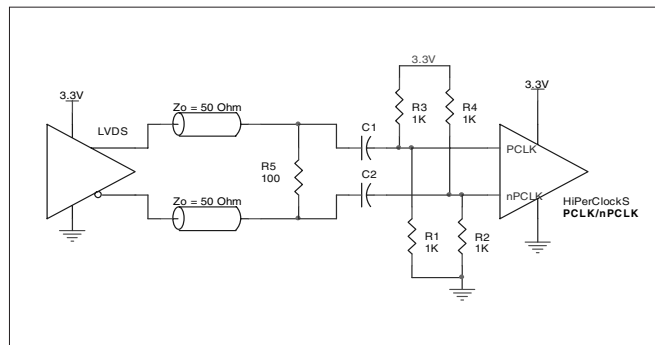 3.3V
LVDS
Zo = 50 Ohm
Zo = 50 Ohm
R5
100
C1
C2
3.3V
R3
1K
R4
1K
R1
1K
R2
1K
3.3V
PCLK
nPCLK
HiPerClockS
PCLK/nPCLK